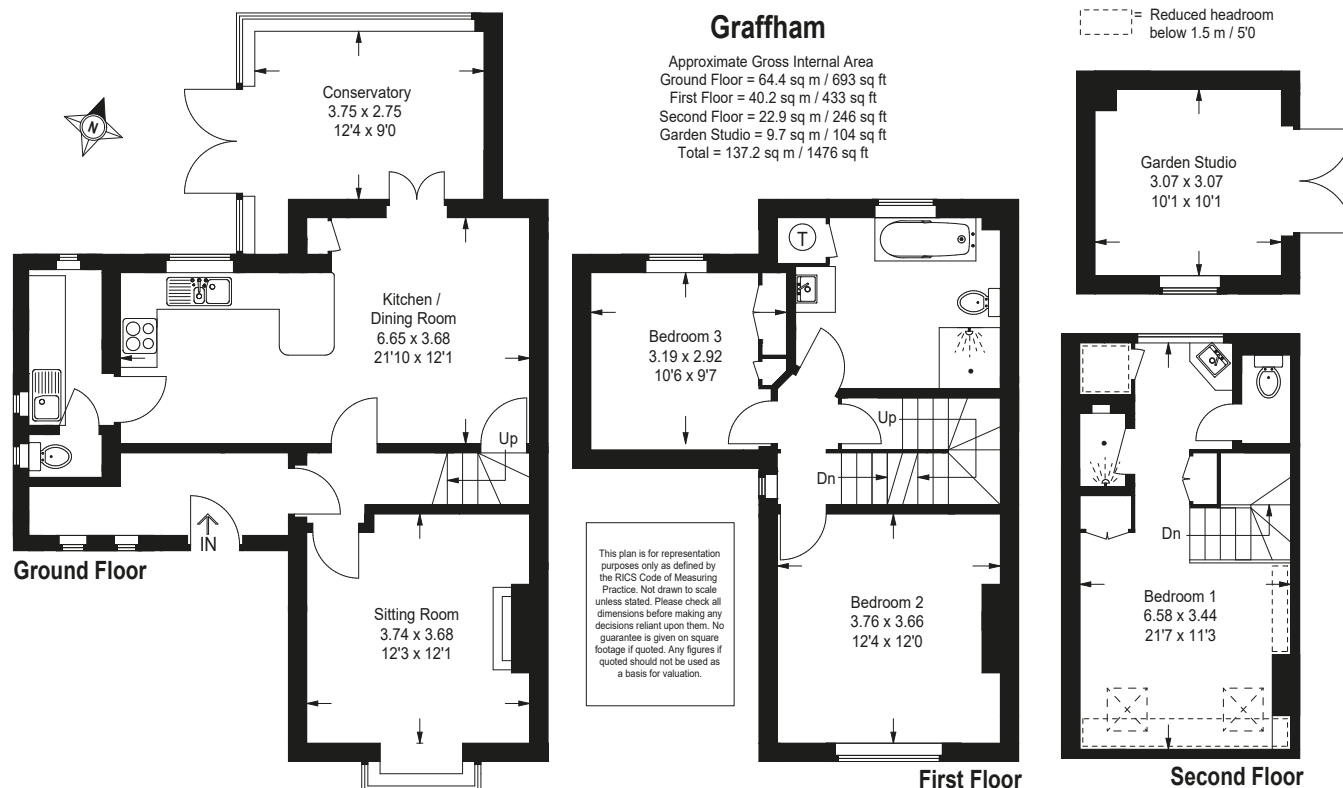 Graffham
Approximate Gross Internal Area
Ground Floor = 64.4 sq m / 693 sq ft
First Floor = 40.2 sq m / 433 sq ft
Second Floor = 22.9 sq m / 246 sq ft
Garden Studio = 9.7 sq m / 104 sq ft
Total = 137.2 sq m / 1476 sq ft
= Reduced headroom
below 1.5 m / 5'0
N
Conservatory
3.75 x 2.75
12'4 x 9'0
Kitchen /
Dining Room
6.65 x 3.68
21'10 x 12'1
Up
IN
Sitting Room
3.74 x 3.68
12'3 x 12'1
Ground Floor
T
Bedroom 3
3.19 x 2.92
10'6 x 9'7
Up
Dn
Bedroom 2
3.76 x 3.66
12'4 x 12'0
First Floor
This plan is for representation
purposes only as defined by
the RICS Code of Measuring
Practice. Not drawn to scale
unless stated. Please check all
dimensions before making any
decisions reliant upon them. No
guarantee is given on square
footage if quoted. Any figures if
quoted should not be used as
a basis for valuation.
Garden Studio
3.07 x 3.07
10'1 x 10'1
Dn
Bedroom 1
6.58 x 3.44
21'7 x 11'3
Second Floor